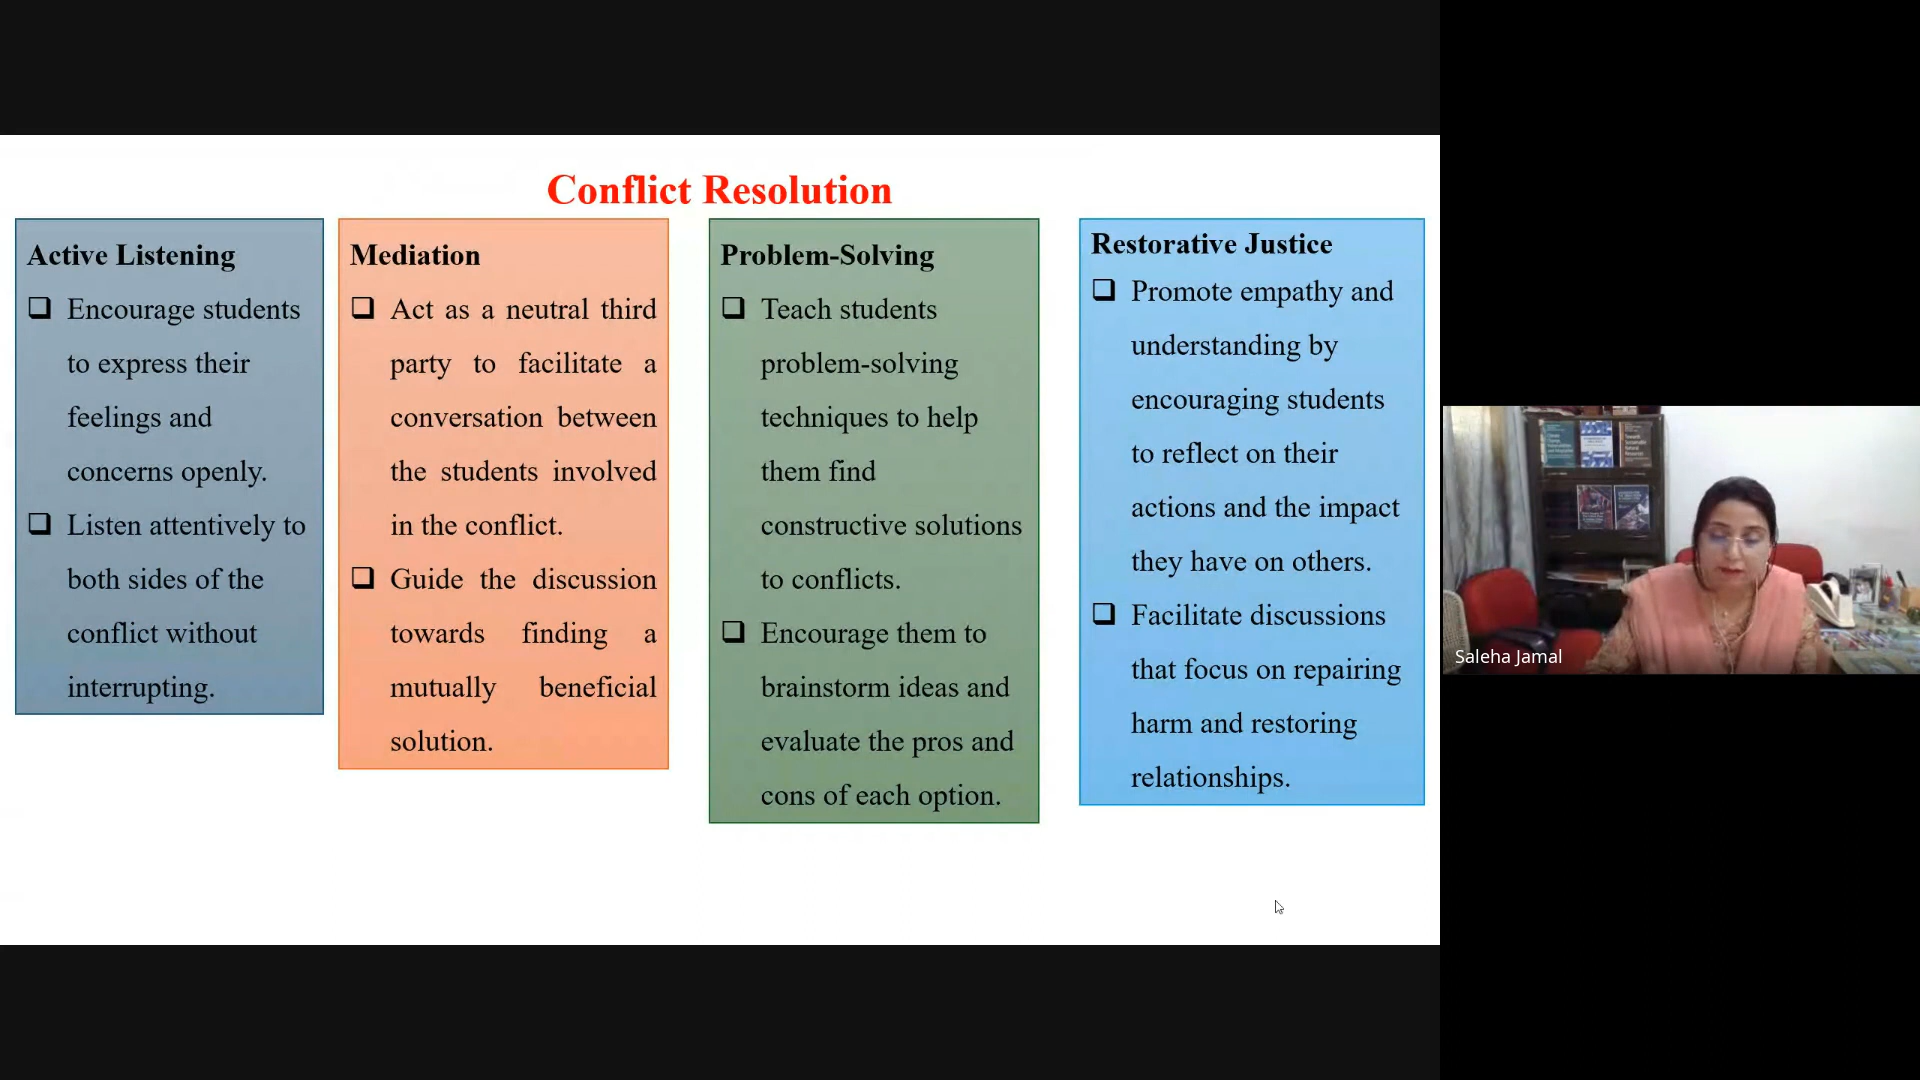 Conflict Resolution
Active Listening
❑ Encourage students
to express their
feelings and
concerns openly.
❑ Listen attentively to
both sides of the
conflict without
interrupting.
Mediation
❑ Act as a neutral third
party to facilitate a
conversation between
the students involved
in the conflict.
❑ Guide the discussion
towards finding a
mutually beneficial
solution.
Problem-Solving
❑ Teach students
problem-solving
techniques to help
them find
constructive solutions
to conflicts.
❑ Encourage them to
brainstorm ideas and
evaluate the pros and
cons of each option.
Restorative Justice
❑ Promote empathy and
understanding by
encouraging students
to reflect on their
actions and the impact
they have on others.
❑ Facilitate discussions
that focus on repairing
harm and restoring
relationships.
Saleha Jamal